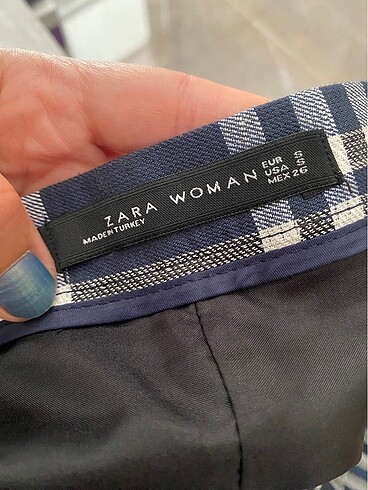 ZARA WOMAN
MADE IN TURKEY
EUR S
USA S
MEX 26